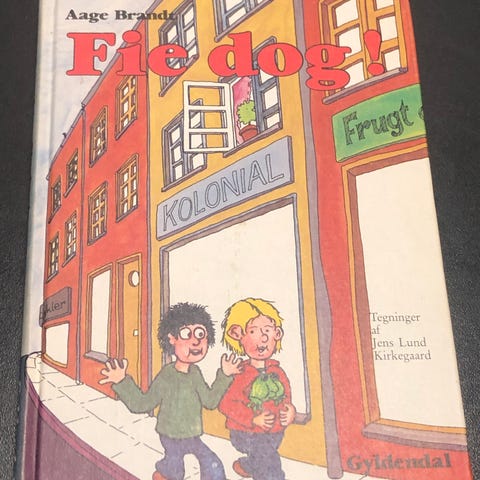 Aage Brandt
Fie dog!
Frugt
KOLONIAL
Tegninger
af
Jens Lund
Kirkegaard
Gyldendal